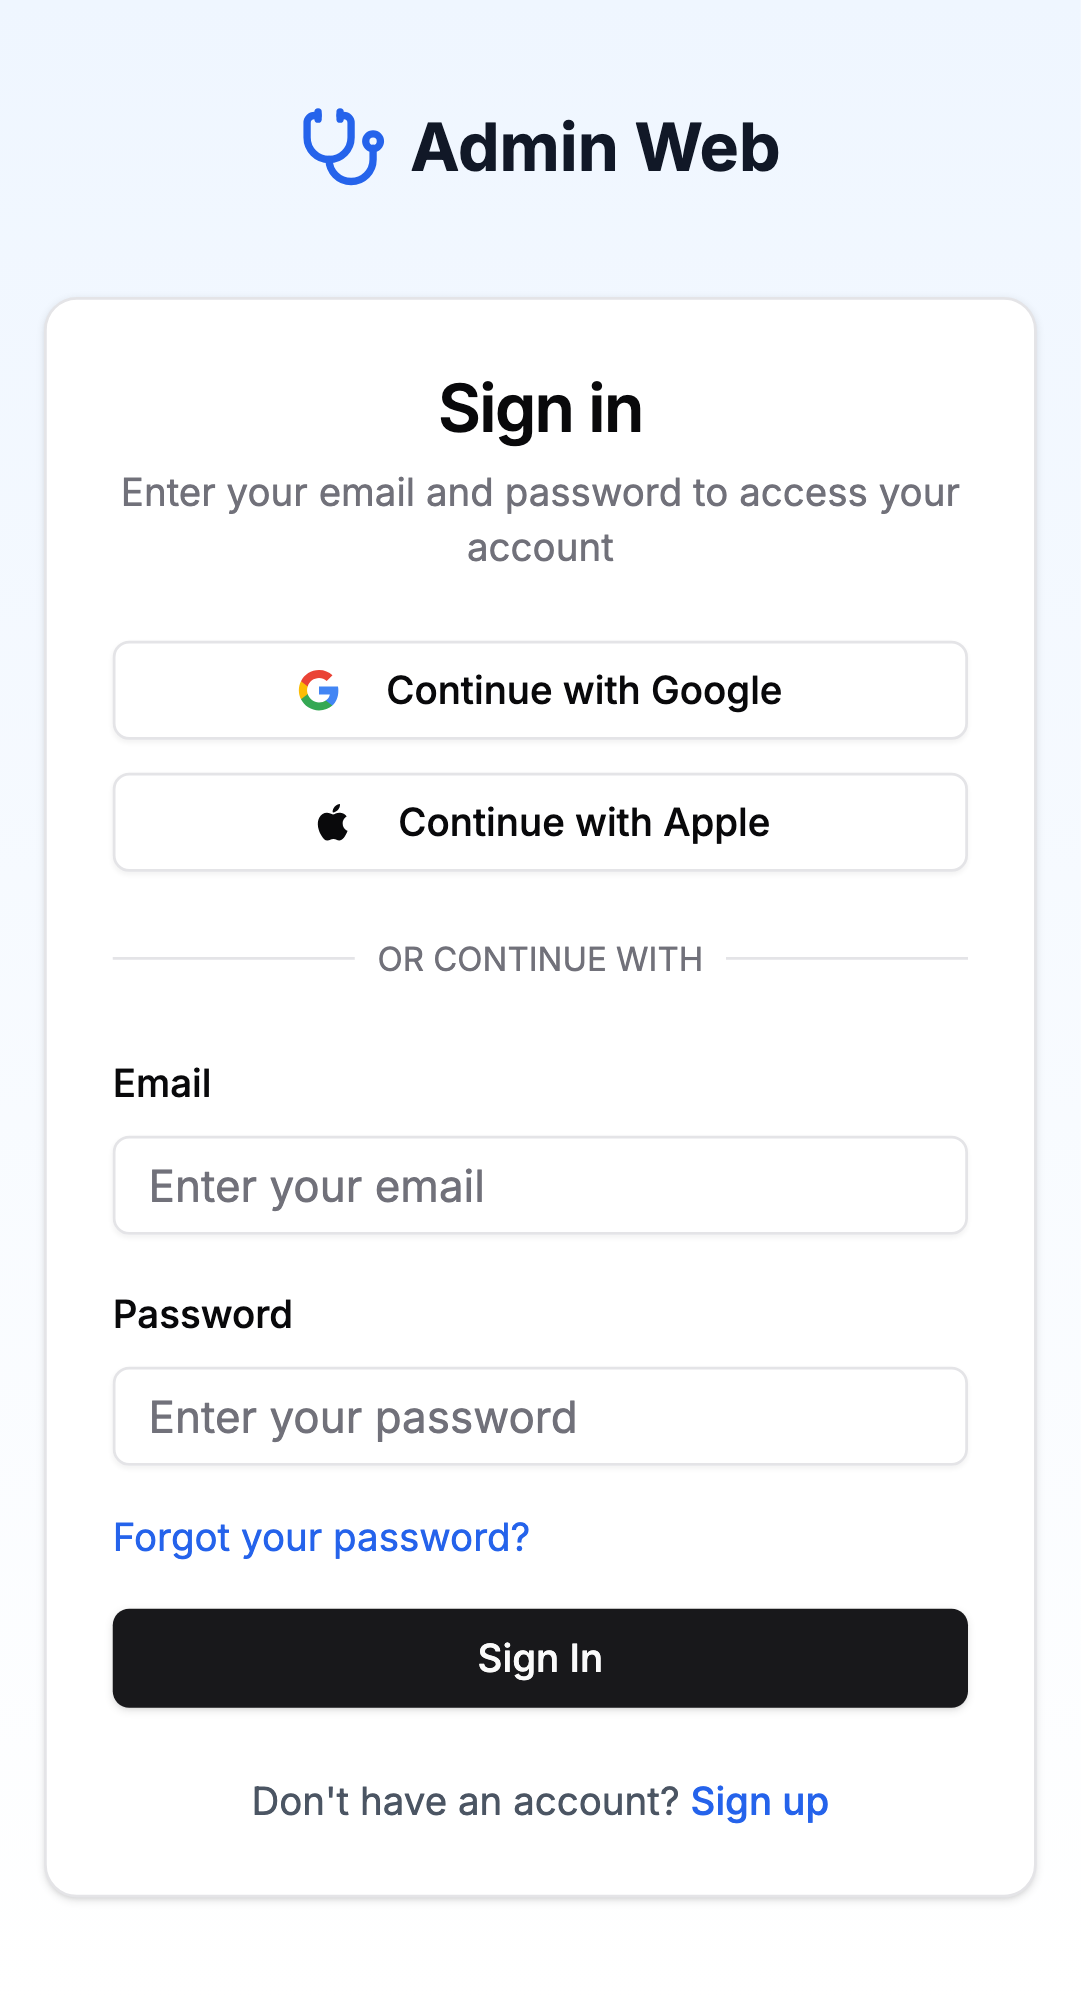 Admin Web
Sign in
Enter your email and password to access your
account
Continue with Google
Continue with Apple
OR CONTINUE WITH
Email
Enter your email
Password
Enter your password
Forgot your password?
Sign In
Don't have an account? Sign up